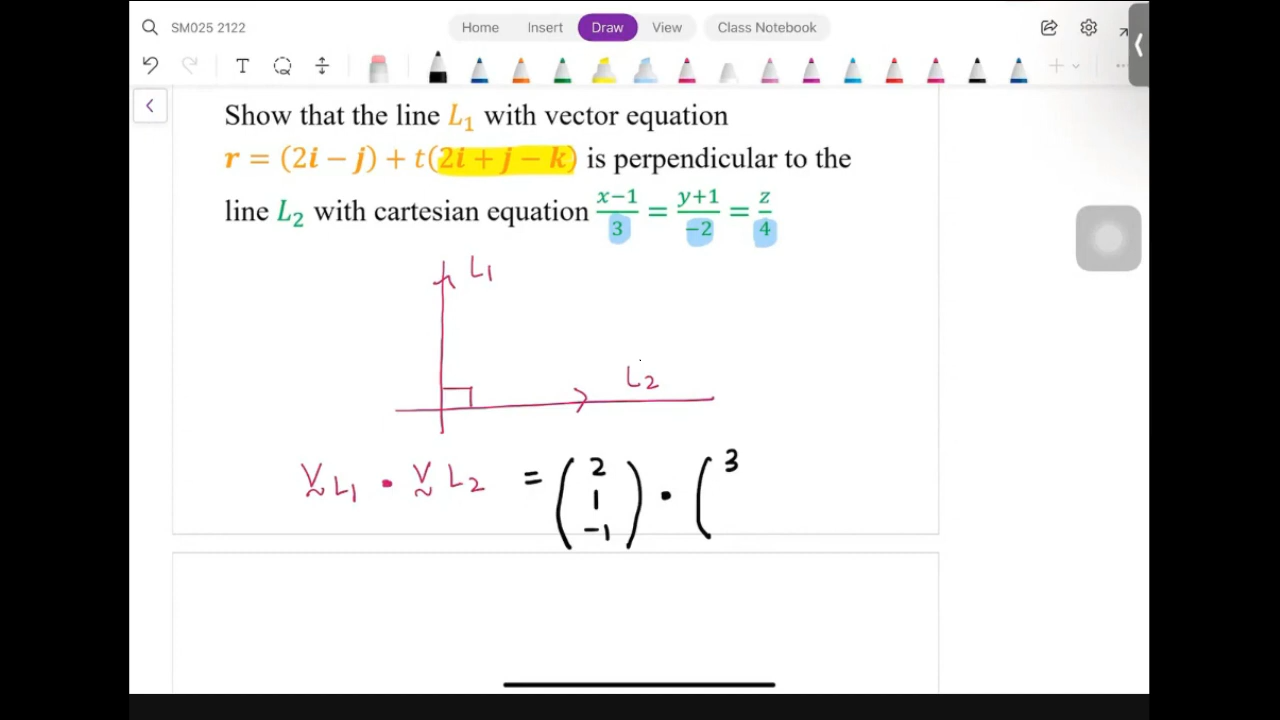 SM025 2122
Home Insert Draw View Class Notebook
T
Show that the line L₁ with vector equation
r = (2i − j) + t(2i + j − k) is perpendicular to the
line L₂ with cartesian equation (x−1)/3 = (y+1)/−2 = z/4
L₁
L₂
v L₁ • v L₂ = (2 1 −1) • (3